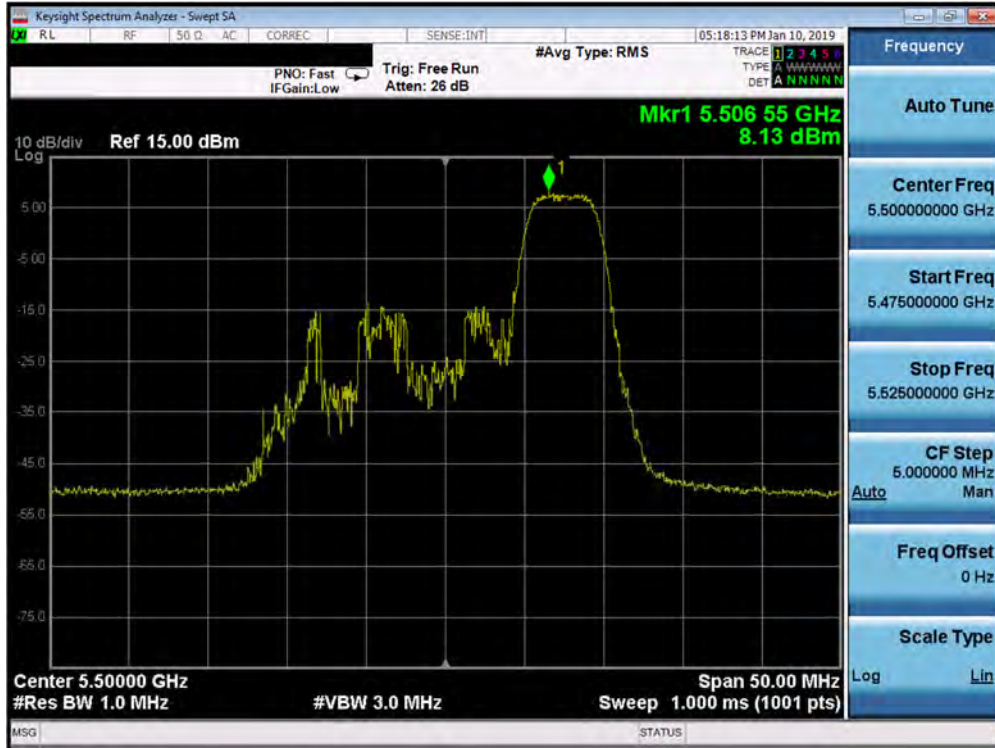 Keysight Spectrum Analyzer - Swept SA
LXI RL RF 50 Ω AC CORREC SENSE:INT 05:18:13 PM Jan 10, 2019
#Avg Type: RMS TRACE 1 2 3 4 5 6
PNO: Fast Trig: Free Run TYPE A WWWWW
IFGain:Low Atten: 26 dB DET A N N N N N
Mkr1 5.506 55 GHz
8.13 dBm
10 dB/div Ref 15.00 dBm
Log
1
5.00
-5.00
-15.0
-25.0
-35.0
-45.0
-55.0
-65.0
-75.0
Center 5.50000 GHz Span 50.00 MHz
#Res BW 1.0 MHz #VBW 3.0 MHz Sweep 1.000 ms (1001 pts)
MSG STATUS
Frequency
Auto Tune
Center Freq
5.500000000 GHz
Start Freq
5.475000000 GHz
Stop Freq
5.525000000 GHz
CF Step
5.000000 MHz
Auto Man
Freq Offset
0 Hz
Scale Type
Log Lin